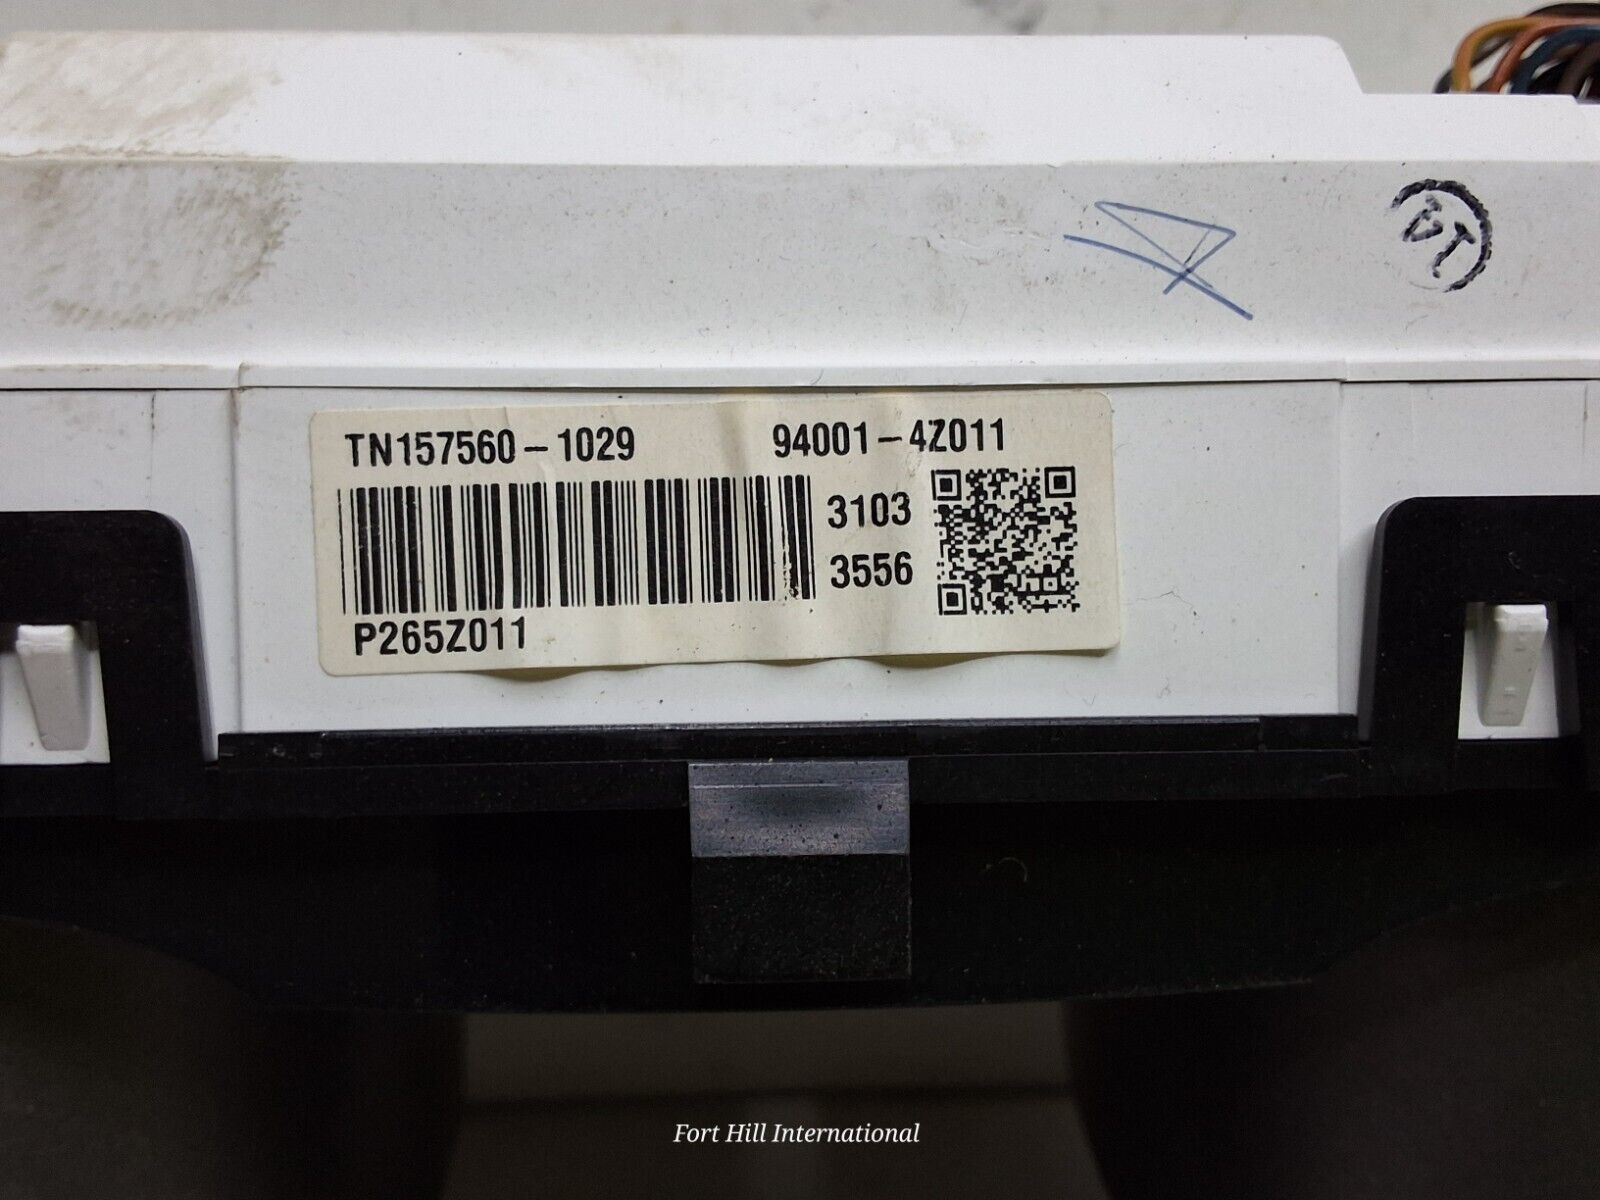 TN157560-1029 94001-4Z011
3103
3556
P265Z011
Fort Hill International